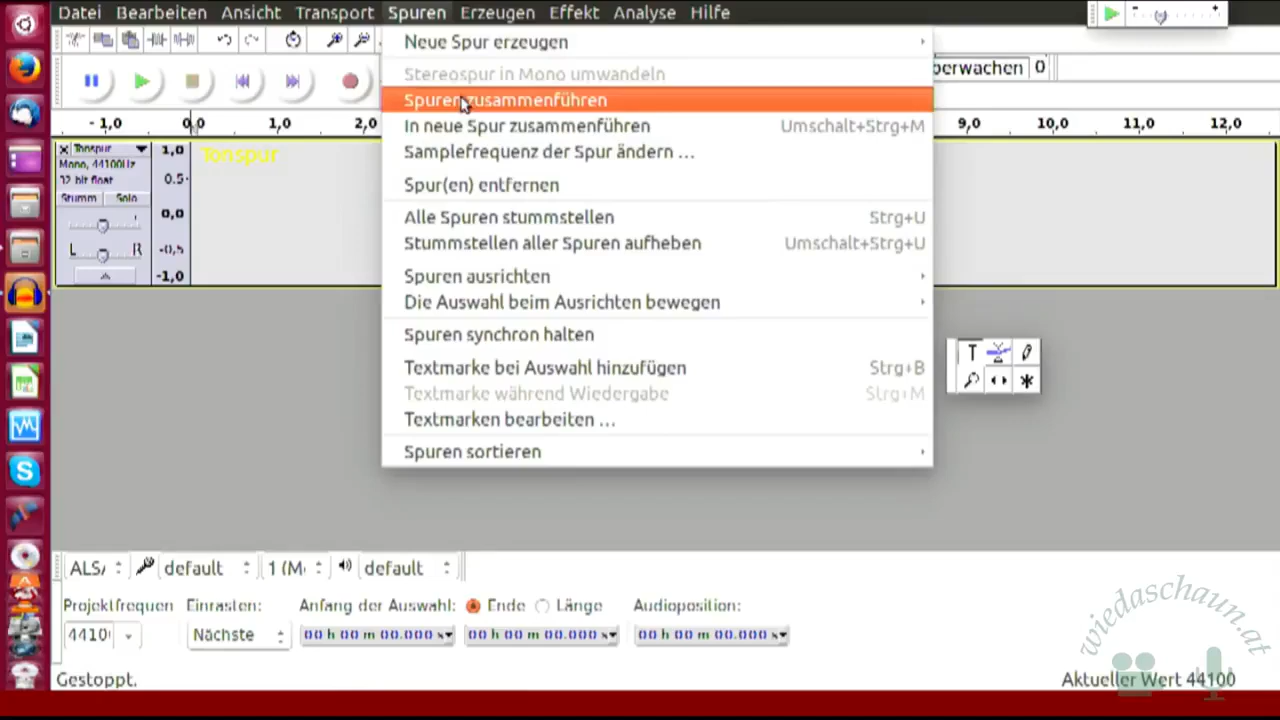 Datei Bearbeiten Ansicht Transport Spuren Erzeugen Effekt Analyse Hilfe
Neue Spur erzeugen
Stereospur in Mono umwandeln
Spuren zusammenführen
In neue Spur zusammenführen Umschalt+Strg+M
Samplefrequenz der Spur ändern ...
Spur(en) entfernen
Alle Spuren stummstellen Strg+U
Stummstellen aller Spuren aufheben Umschalt+Strg+U
Spuren ausrichten
Die Auswahl beim Ausrichten bewegen
Spuren synchron halten
Textmarke bei Auswahl hinzufügen Strg+B
Textmarke während Wiedergabe Strg+M
Textmarken bearbeiten ...
Spuren sortieren
berwachen 0
- 1,0 0,0 1,0 2,0 9,0 10,0 11,0 12,0
Tonspur 1,0 Tonspur
Mono, 44100Hz
32 bit float 0.5
Stumm Solo
0,0
L R -0,5
-1,0
ALSA default 1 (M default
Projektfrequen Einrasten: Anfang der Auswahl: Ende Länge Audioposition:
4410 Nächste 00 h 00 m 00.000 s 00 h 00 m 00.000 s 00 h 00 m 00.000 s
Gestoppt. Aktueller Wert 44100
wiedaschaun.at